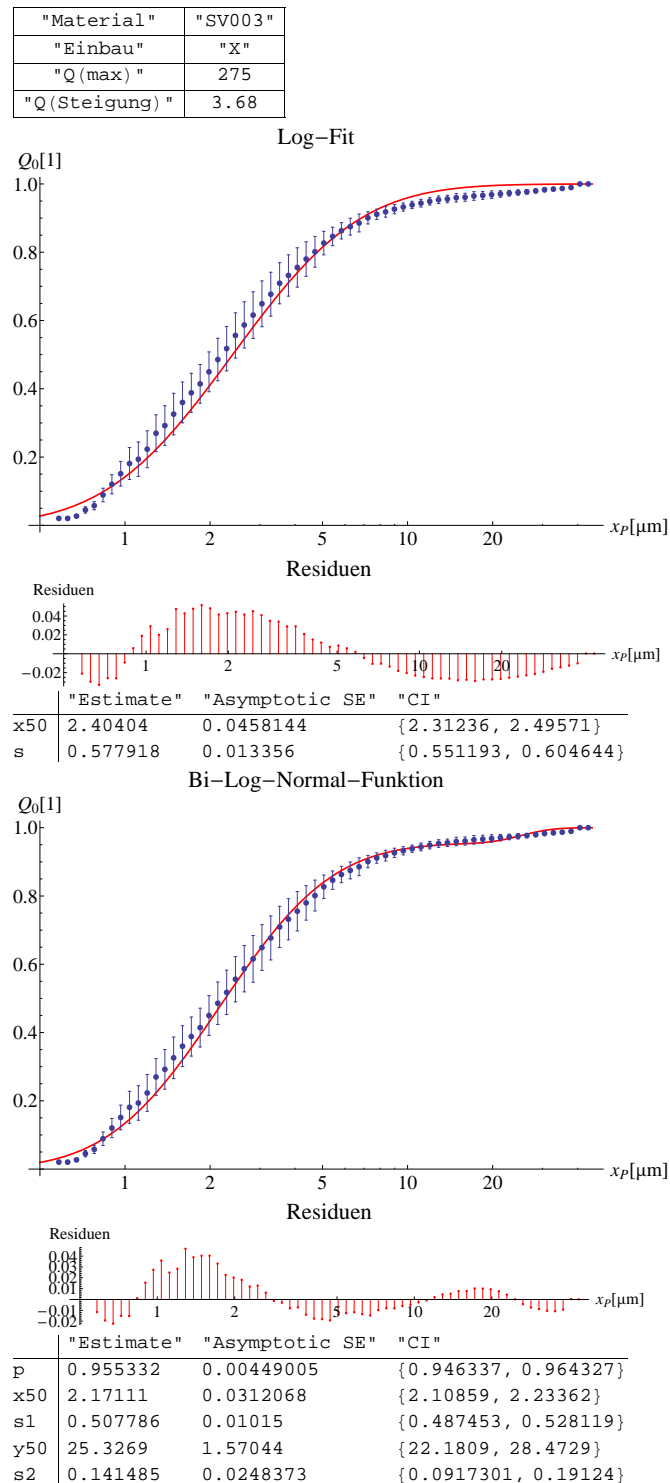 "Material" "SV003"
"Einbau" "X"
"Q(max)" 275
"Q(Steigung)" 3.68
Log−Fit
Q0[1]
1.0
0.8
0.6
0.4
0.2
1 2 5 10 20 xP[μm]
Residuen
Residuen
0.04
0.02
−0.02
1 2 5 10 20 xP[μm]
"Estimate" "Asymptotic SE" "CI"
x50 2.40404 0.0458144 {2.31236, 2.49571}
s 0.577918 0.013356 {0.551193, 0.604644}
Bi−Log−Normal−Funktion
Q0[1]
1.0
0.8
0.6
0.4
0.2
1 2 5 10 20 xP[μm]
Residuen
Residuen
0.04
0.03
0.02
0.01
−0.01
−0.02
1 2 5 10 20 xP[μm]
"Estimate" "Asymptotic SE" "CI"
p 0.955332 0.00449005 {0.946337, 0.964327}
x50 2.17111 0.0312068 {2.10859, 2.23362}
s1 0.507786 0.01015 {0.487453, 0.528119}
y50 25.3269 1.57044 {22.1809, 28.4729}
s2 0.141485 0.0248373 {0.0917301, 0.19124}